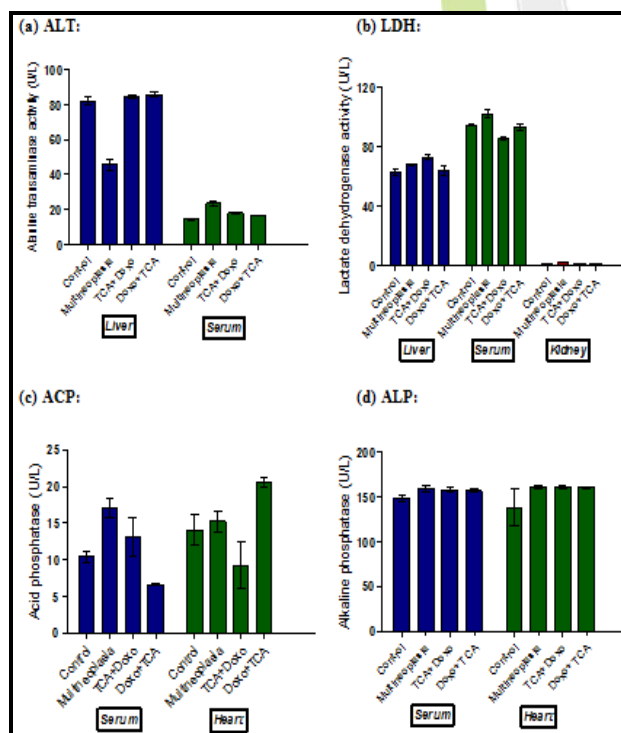 (a) ALT:
Alanine transaminase activity (U/L)
100
80
60
40
20
0
Control
Multineoplasia
TCA+Doxo
Doxo+TCA
Liver
Control
Multineoplasia
TCA+Doxo
Doxo+TCA
Serum
(b) LDH:
Lactate dehydrogenase activity (U/L)
120
80
40
0
Control
Multineoplasia
TCA+Doxo
Doxo+TCA
Liver
Control
Multineoplasia
TCA+Doxo
Doxo+TCA
Serum
Control
Multineoplasia
TCA+Doxo
Doxo+TCA
Kidney
(c) ACP:
Acid phosphatase (U/L)
25
20
15
10
5
0
Control
Multineoplasia
TCA+Doxo
Doxo+TCA
Serum
Control
Multineoplasia
TCA+Doxo
Doxo+TCA
Heart
(d) ALP:
Alkaline phosphatase (U/L)
200
150
100
50
0
Control
Multineoplasia
TCA+Doxo
Doxo+TCA
Serum
Control
Multineoplasia
TCA+Doxo
Doxo+TCA
Heart